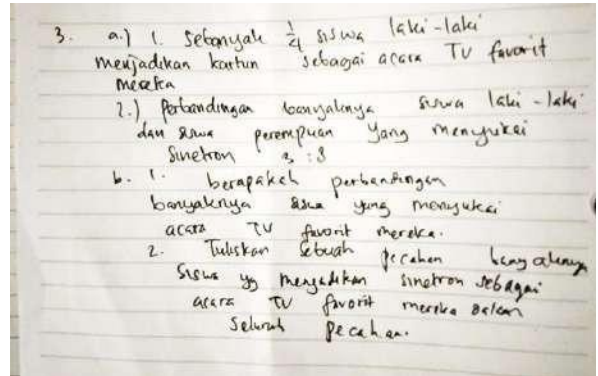 3. a.) 1. Sebanyak 1/4 siswa laki-laki
menjadikan kartun sebagai acara TV favorit
mereka
2.) Perbandingan banyaknya siswa laki-laki
dan siswa perempuan yang menyukai
Sinetron 3:8
b. 1. berapakah perbandingan
banyaknya siswa yang menyukai
acara TV favorit mereka.
2. Tuliskan sebuah pecahan banyaknya
Siswa yg menjadikan sinetron sebagai
acara TV favorit mereka dalam
Seluruh pecahan.